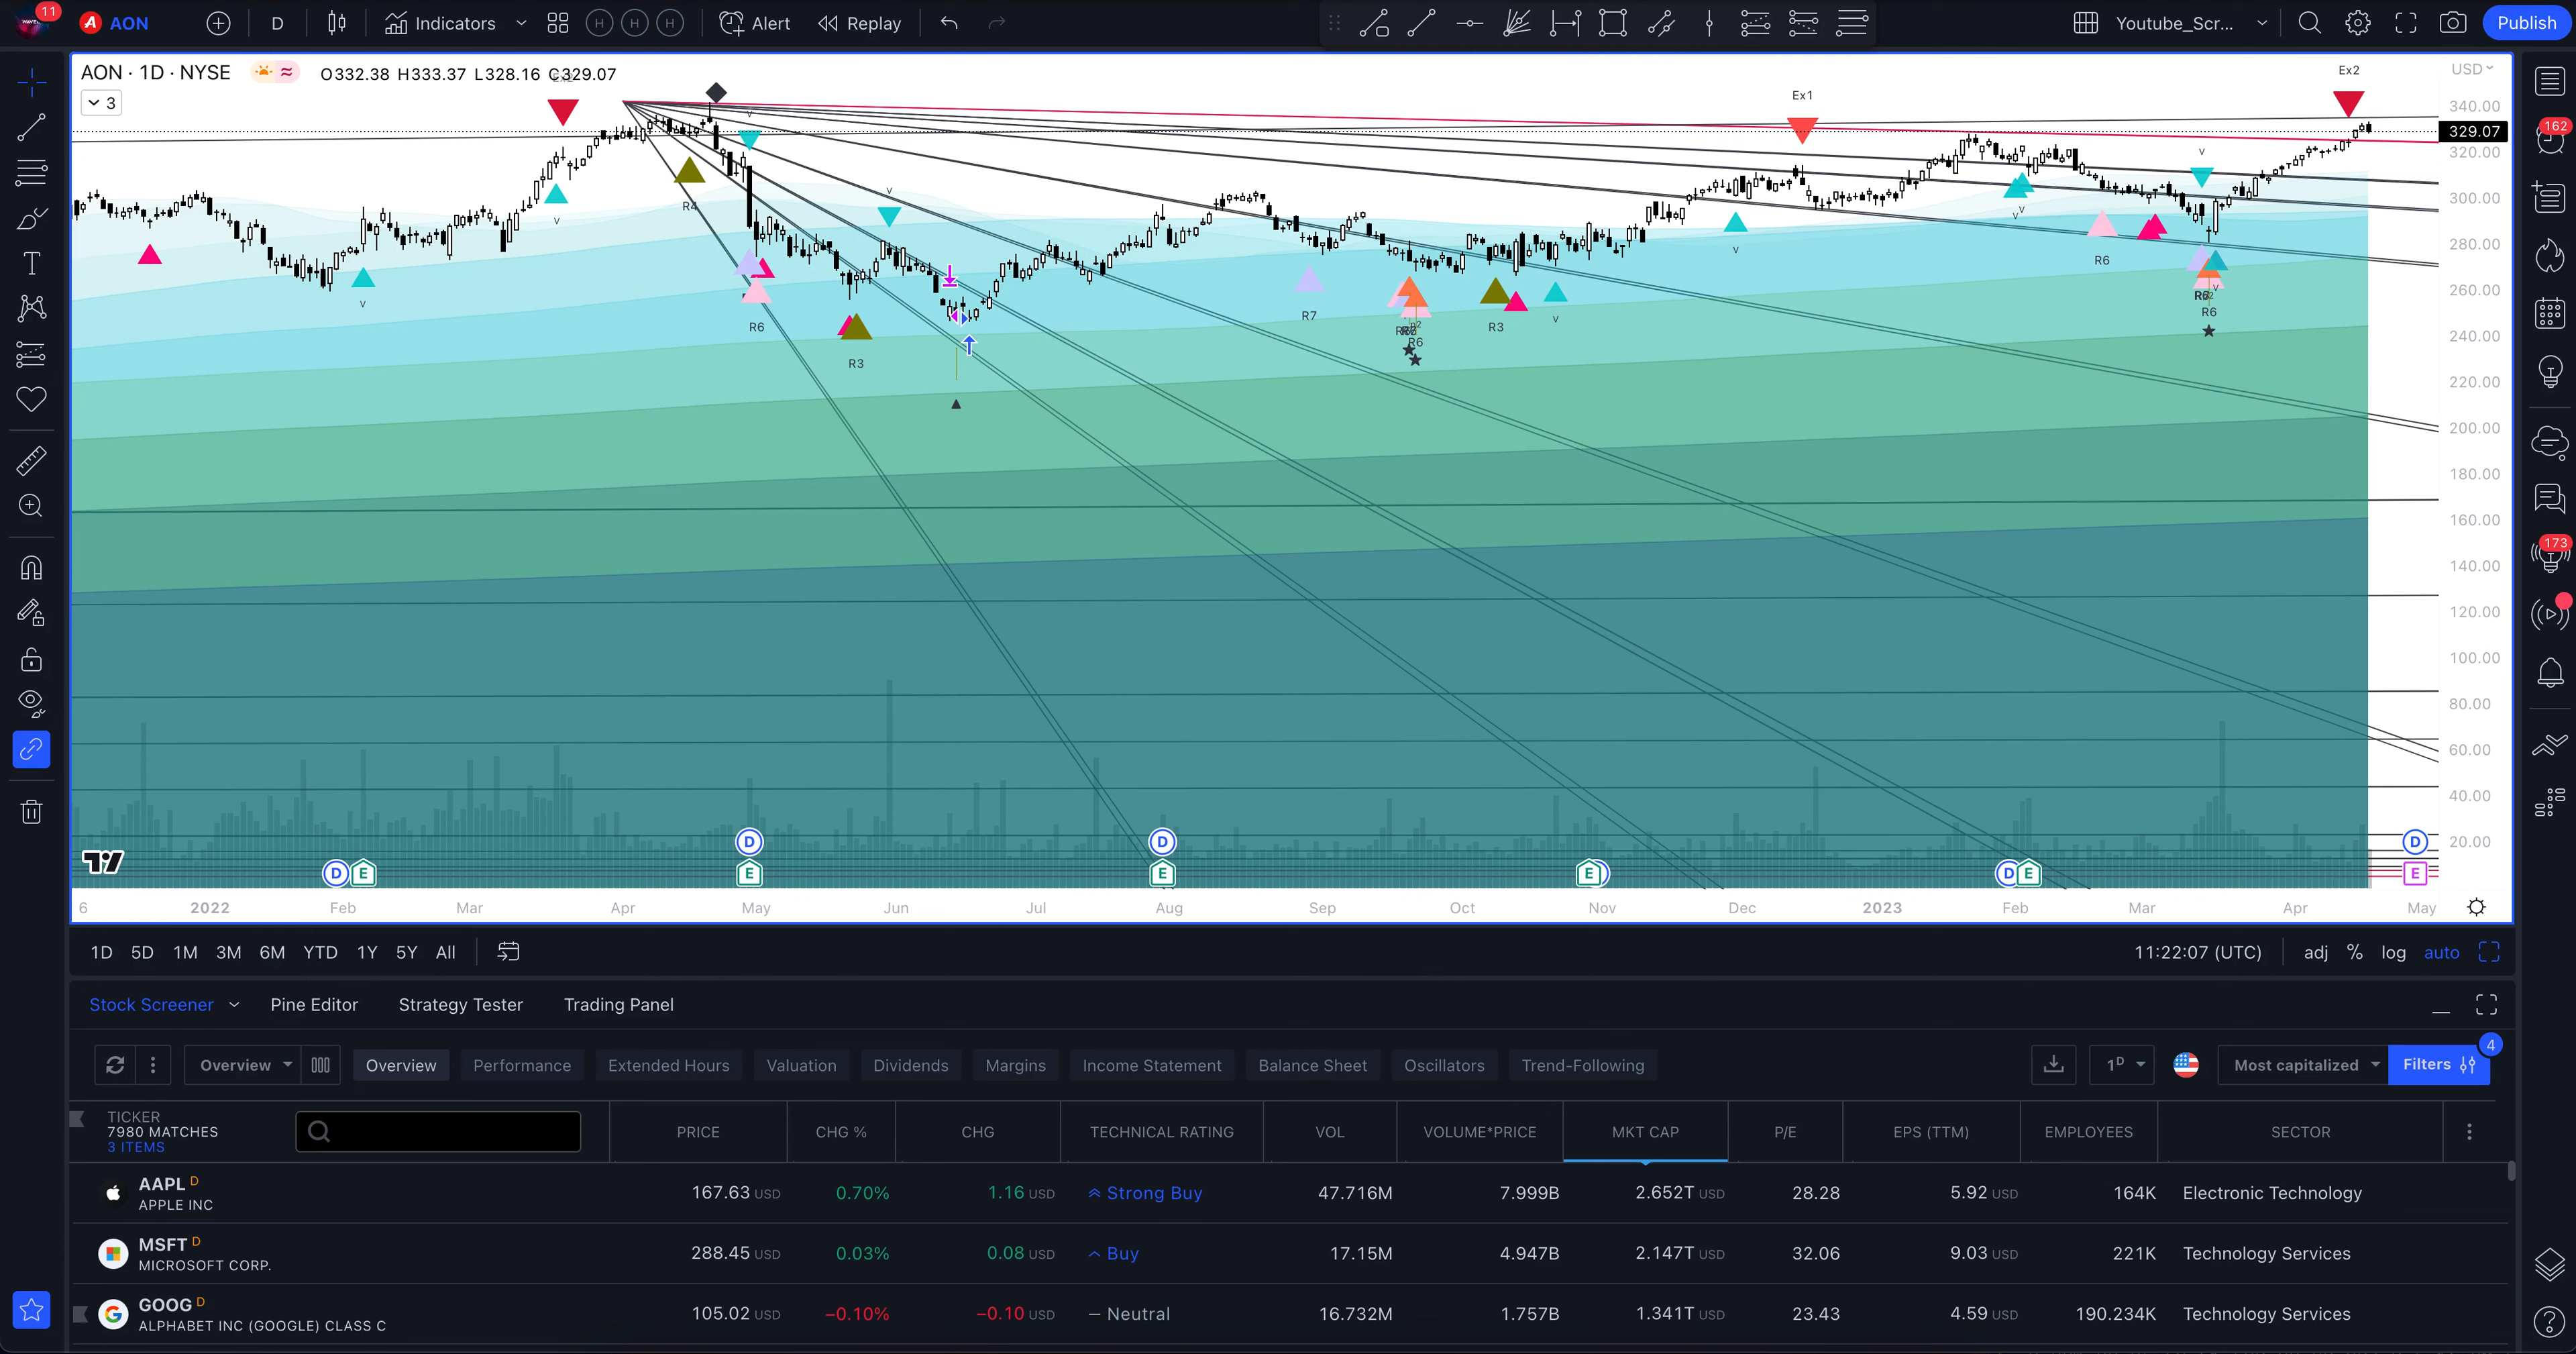 11
AON
D
Indicators
H H H
Alert
Replay
Youtube_Scr...
Publish
AON · 1D · NYSE
O332.38 H333.37 L328.16 C329.07
3
USD
340.00
329.07
320.00
300.00
280.00
260.00
240.00
220.00
200.00
180.00
160.00
140.00
120.00
100.00
80.00
60.00
40.00
20.00
Ex2
Ex1
v
v
v
v
R4
R6
R3
v
R7
R6
R3
v
v
v
v
v
R6
v
R6
D E
D
E
D
E
E
D E
D
E
6 2022 Feb Mar Apr May Jun Jul Aug Sep Oct Nov Dec 2023 Feb Mar Apr May
162
173
1D 5D 1M 3M 6M YTD 1Y 5Y All
11:22:07 (UTC) adj % log auto
Stock Screener Pine Editor Strategy Tester Trading Panel
Overview
Overview Performance Extended Hours Valuation Dividends Margins Income Statement Balance Sheet Oscillators Trend-Following
1D
Most capitalized
Filters
4
TICKER
7980 MATCHES
3 ITEMS
PRICE CHG % CHG TECHNICAL RATING VOL VOLUME*PRICE MKT CAP P/E EPS (TTM) EMPLOYEES SECTOR
AAPL D
APPLE INC
167.63 USD 0.70% 1.16 USD Strong Buy 47.716M 7.999B 2.652T USD 28.28 5.92 USD 164K Electronic Technology
MSFT D
MICROSOFT CORP.
288.45 USD 0.03% 0.08 USD Buy 17.15M 4.947B 2.147T USD 32.06 9.03 USD 221K Technology Services
GOOG D
ALPHABET INC (GOOGLE) CLASS C
105.02 USD −0.10% −0.10 USD — Neutral 16.732M 1.757B 1.341T USD 23.43 4.59 USD 190.234K Technology Services